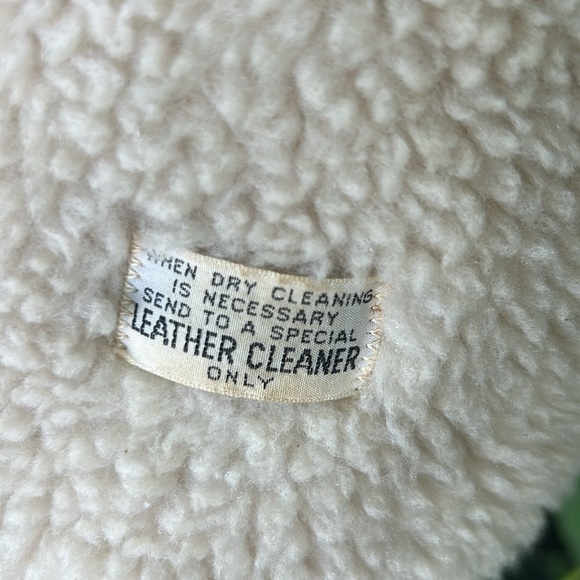 WHEN DRY CLEANING
IS NECESSARY
SEND TO A SPECIAL
LEATHER CLEANER
ONLY